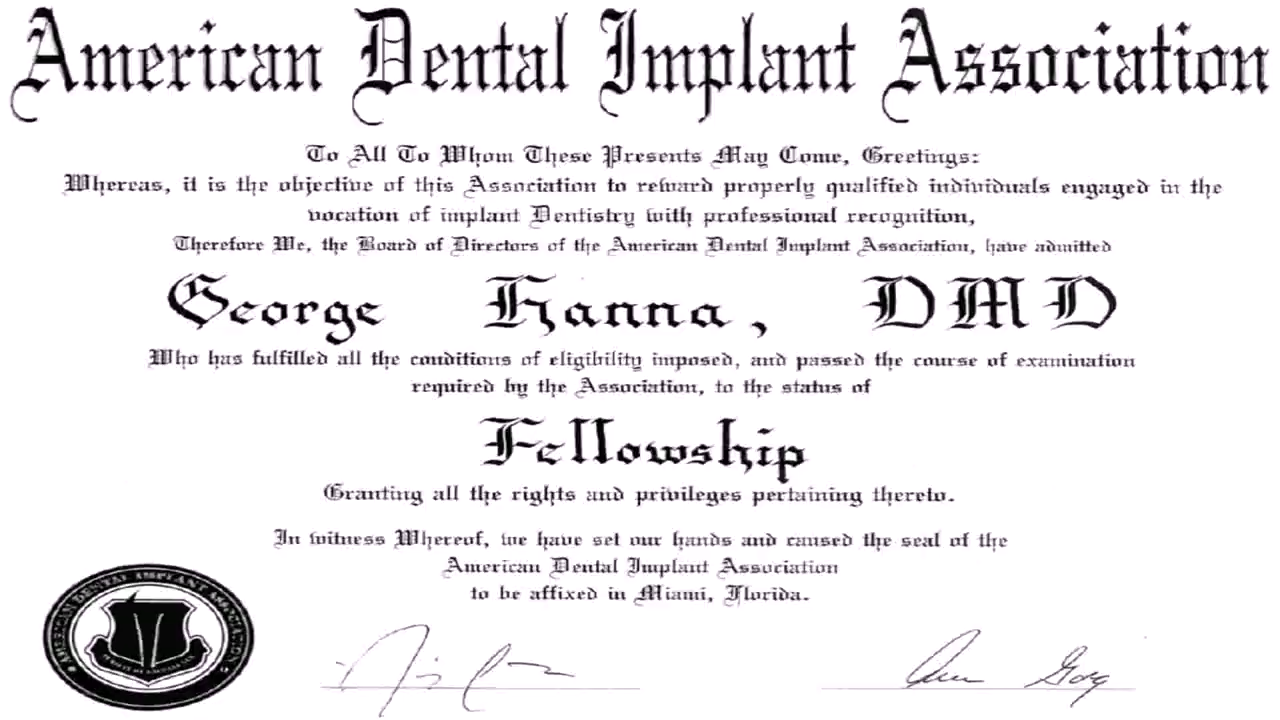 American Dental Implant Association
To All To Whom These Presents May Come, Greetings:
Whereas, it is the objective of this Association to reward properly qualified individuals engaged in the
vocation of implant Dentistry with professional recognition,
Therefore We, the Board of Directors of the American Dental Implant Association, have admitted
George Hanna, DMD
Who has fulfilled all the conditions of eligibility imposed, and passed the course of examination
required by the Association, to the status of
Fellowship
Granting all the rights and privileges pertaining thereto.
In witness Whereof, we have set our hands and caused the seal of the
American Dental Implant Association
to be affixed in Miami, Florida.
AMERICAN DENTAL IMPLANT ASSOCIATION